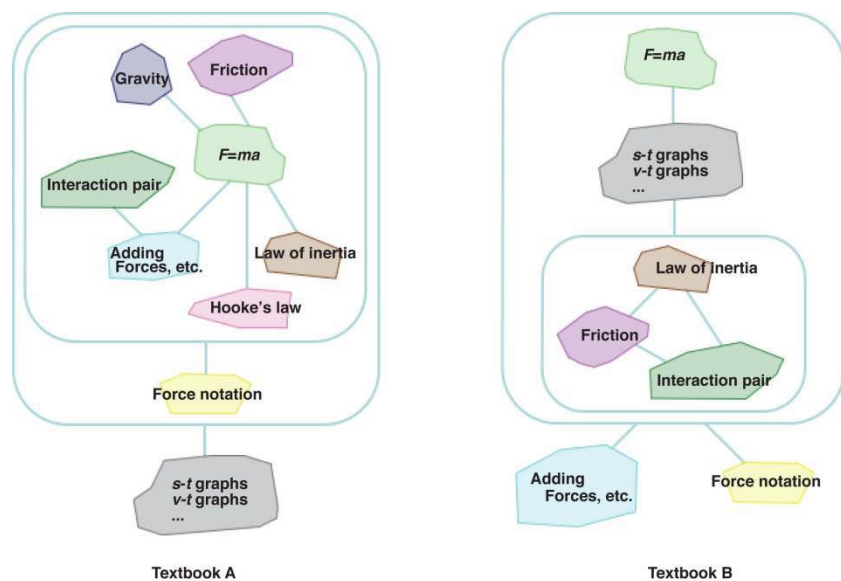 Gravity
Friction
F=ma
Interaction pair
Adding
Forces, etc.
Law of inertia
Hooke's law
Force notation
s-t graphs
v-t graphs
...
Textbook A
F=ma
s-t graphs
v-t graphs
...
Law of Inertia
Friction
Interaction pair
Adding
Forces, etc.
Force notation
Textbook B